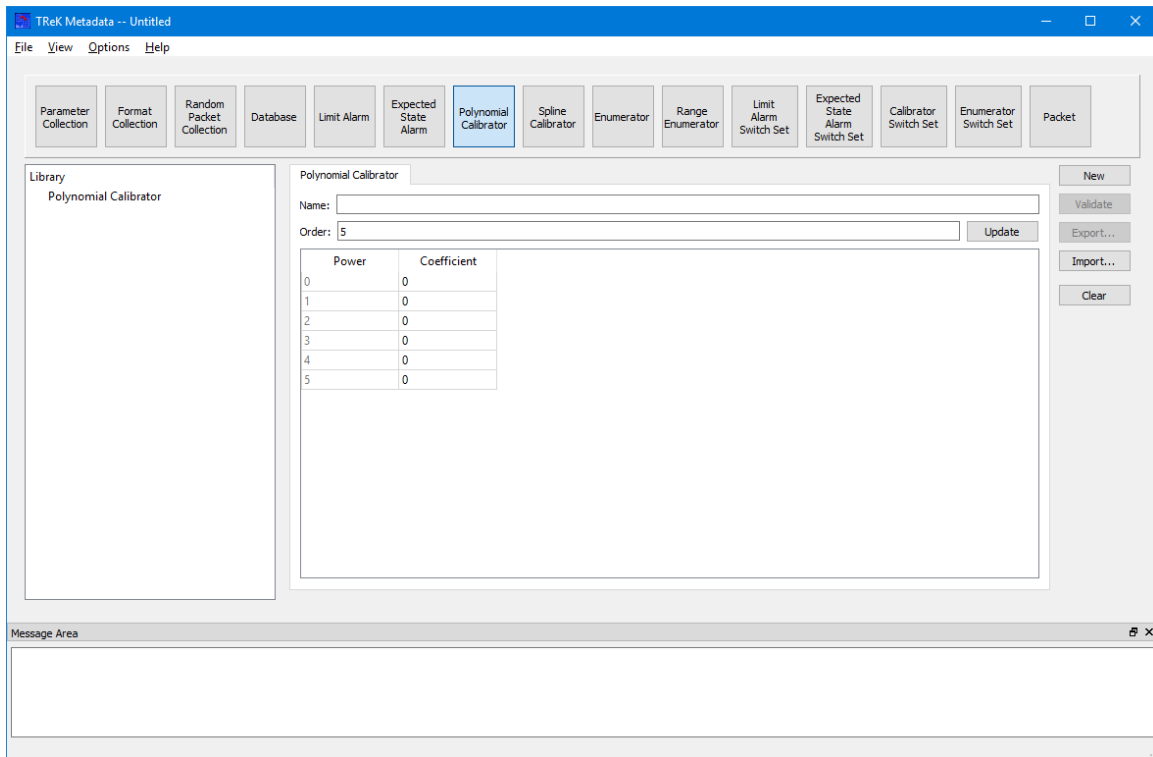 TReK Metadata -- Untitled
File View Options Help
Parameter Collection
Format Collection
Random Packet Collection
Database
Limit Alarm
Expected State Alarm
Polynomial Calibrator
Spline Calibrator
Enumerator
Range Enumerator
Limit Alarm Switch Set
Expected State Alarm Switch Set
Calibrator Switch Set
Enumerator Switch Set
Packet
Library
Polynomial Calibrator
Polynomial Calibrator
Name:
Order: 5 Update
Power Coefficient
0 0
1 0
2 0
3 0
4 0
5 0
New
Validate
Export...
Import...
Clear
Message Area